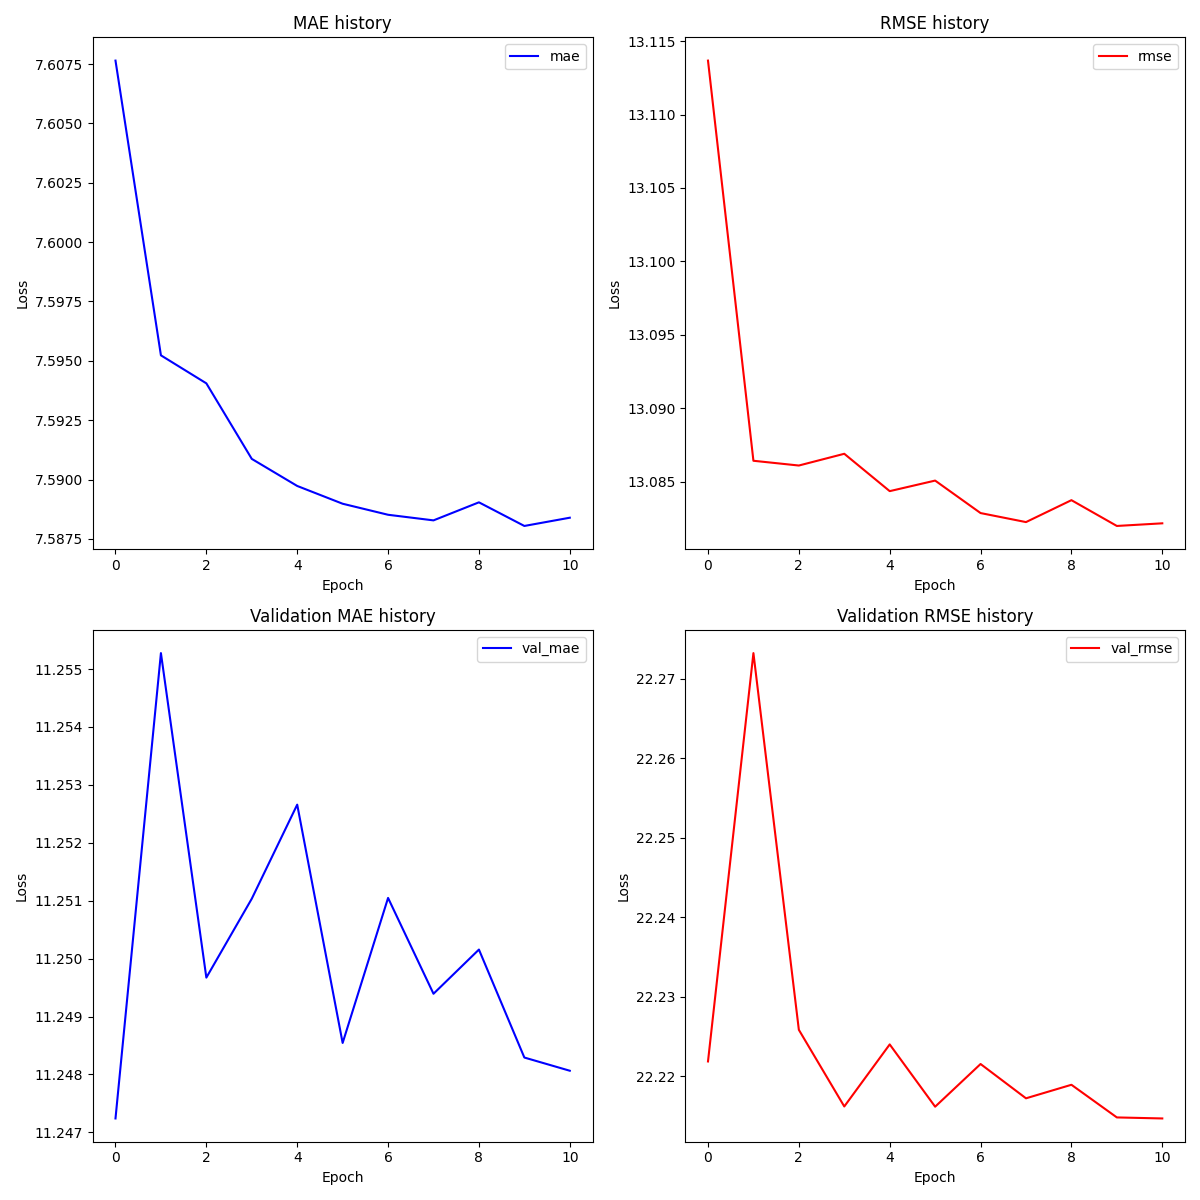 MAE history
mae
7.6075
7.6050
7.6025
7.6000
7.5975
7.5950
7.5925
7.5900
7.5875
Loss
0 2 4 6 8 10
Epoch
RMSE history
rmse
13.115
13.110
13.105
13.100
13.095
13.090
13.085
Loss
0 2 4 6 8 10
Epoch
Validation MAE history
val_mae
11.255
11.254
11.253
11.252
11.251
11.250
11.249
11.248
11.247
Loss
0 2 4 6 8 10
Epoch
Validation RMSE history
val_rmse
22.27
22.26
22.25
22.24
22.23
22.22
Loss
0 2 4 6 8 10
Epoch